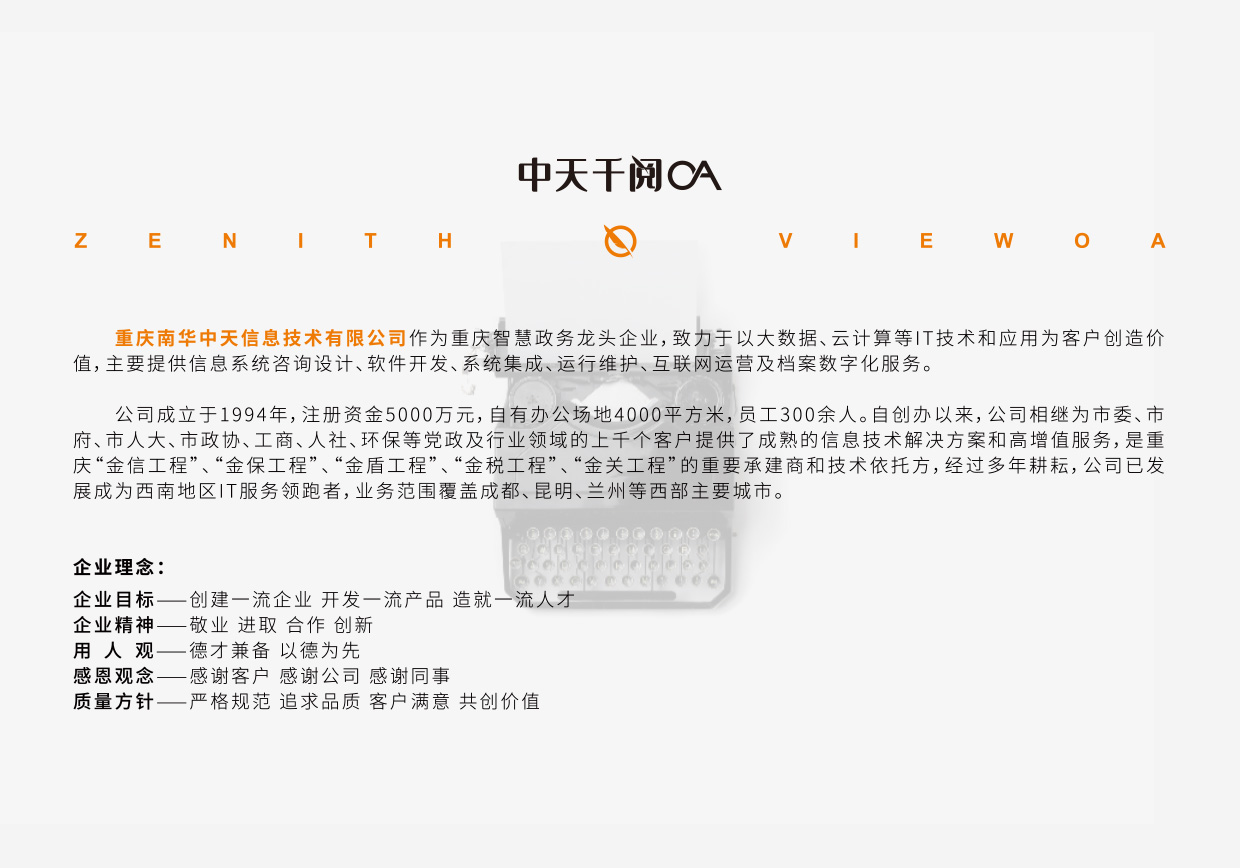 中天千阅OA
ZENITH VIEWOA
重庆南华中天信息技术有限公司作为重庆智慧政务龙头企业，致力于以大数据、云计算等IT技术和应用为客户创造价
值，主要提供信息系统咨询设计、软件开发、系统集成、运行维护、互联网运营及档案数字化服务。
公司成立于1994年，注册资金5000万元，自有办公场地4000平方米，员工300余人。自创办以来，公司相继为市委、市
府、市人大、市政协、工商、人社、环保等党政及行业领域的上千个客户提供了成熟的信息技术解决方案和高增值服务，是重
庆“金信工程”、“金保工程”、“金盾工程”、“金税工程”、“金关工程”的重要承建商和技术依托方，经过多年耕耘，公司已发
展成为西南地区IT服务领跑者，业务范围覆盖成都、昆明、兰州等西部主要城市。
企业理念：
企业目标——创建一流企业 开发一流产品 造就一流人才
企业精神——敬业 进取 合作 创新
用 人 观——德才兼备 以德为先
感恩观念——感谢客户 感谢公司 感谢同事
质量方针——严格规范 追求品质 客户满意 共创价值